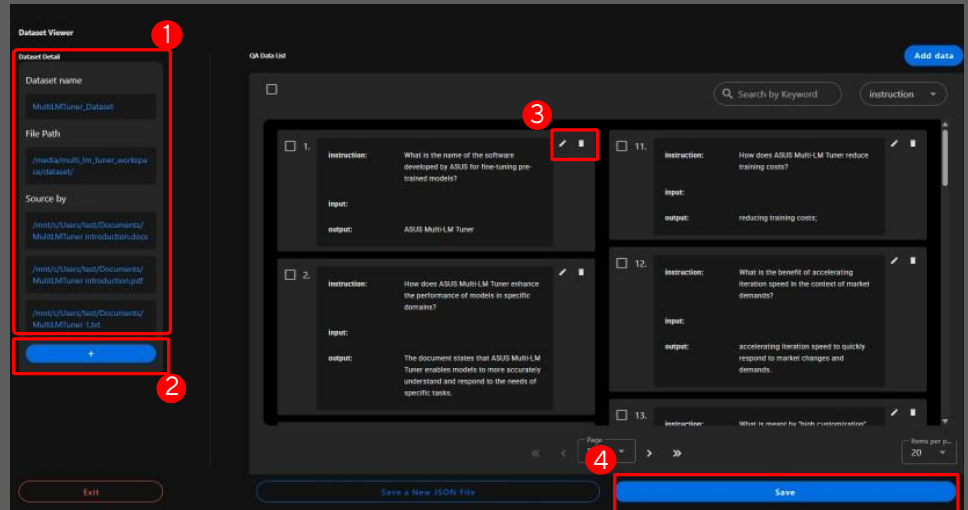 Dataset Viewer
1
Dataset Detail
Dataset name
MultiLMTuner_Dataset
File Path
/media/multi_lm_tuner_workspa
ce/dataset/
Source by
/mnt/c/Users/test/Documents/
MulitLMTuner introduction.docx
/mnt/c/Users/test/Documents/
MultiLMTuner introduction.pdf
/mnt/c/Users/test/Documents/
MultiLMTuner 1.txt
+
2
Exit
QA Data List
Add data
Search by Keyword
instruction
3
1.
instruction:
What is the name of the software
developed by ASUS for fine-tuning pre-
trained models?
input:
output:
ASUS Multi-LM Tuner
2.
instruction:
How does ASUS Multi-LM Tuner enhance
the performance of models in specific
domains?
input:
output:
The document states that ASUS Multi-LM
Tuner enables models to more accurately
understand and respond to the needs of
specific tasks.
11.
instruction:
How does ASUS Multi-LM Tuner reduce
training costs?
input:
output:
reducing training costs;
12.
instruction:
What is the benefit of accelerating
iteration speed in the context of market
demands?
input:
output:
accelerating iteration speed to quickly
respond to market changes and
demands.
13.
instruction:
What is meant by "high customization"
«
‹
Page
4
›
»
Items per p...
20
Save a New JSON File
Save